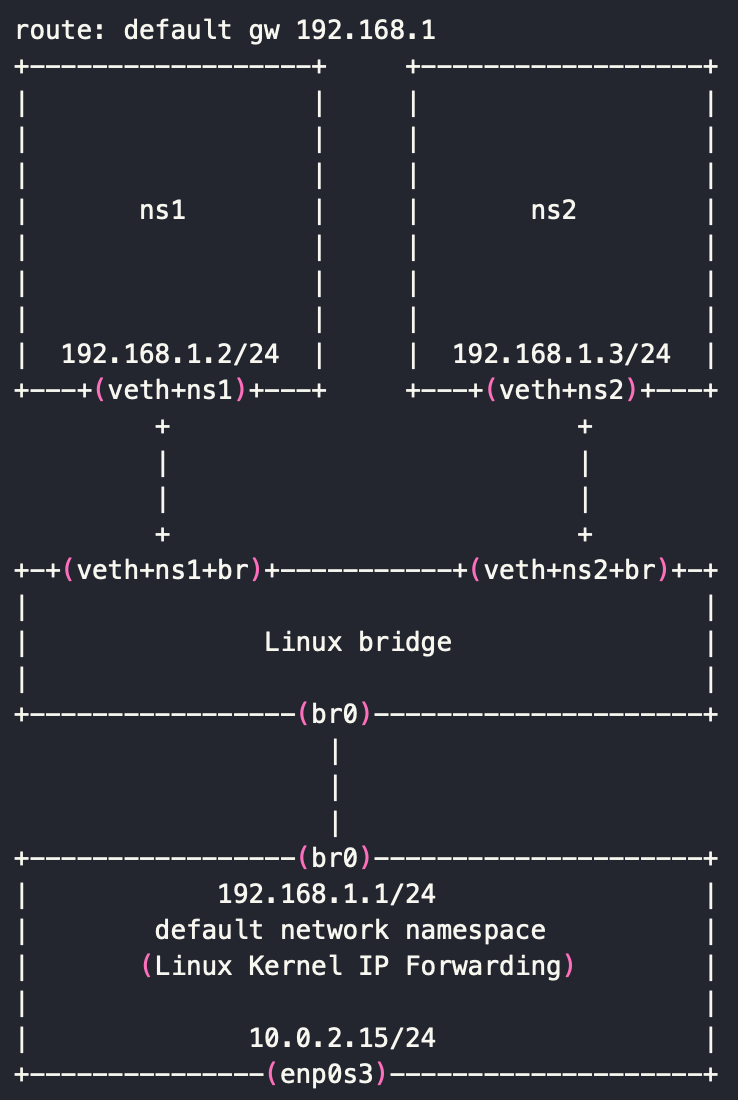 route: default gw 192.168.1
+------------------+     +------------------+
|                  |     |                  |
|                  |     |                  |
|                  |     |                  |
|       ns1        |     |       ns2        |
|                  |     |                  |
|                  |     |                  |
|                  |     |                  |
|  192.168.1.2/24  |     |  192.168.1.3/24  |
+---+(veth+ns1)+---+     +---+(veth+ns2)+---+
         +                          +
         |                          |
         |                          |
         +                          +
+-+(veth+ns1+br)+-----------+(veth+ns2+br)+-+
|                                           |
|               Linux bridge                |
|                                           |
+-----------------(br0)---------------------+
                    |
                    |
                    |
+-----------------(br0)---------------------+
|            192.168.1.1/24                 |
|        default network namespace          |
|       (Linux Kernel IP Forwarding)        |
|                                           |
|              10.0.2.15/24                 |
+---------------(enp0s3)--------------------+